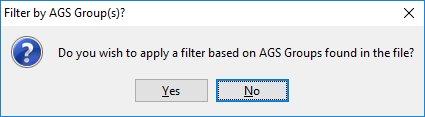 Filter by AGS Group(s)?
Do you wish to apply a filter based on AGS Groups found in the file?
Yes No